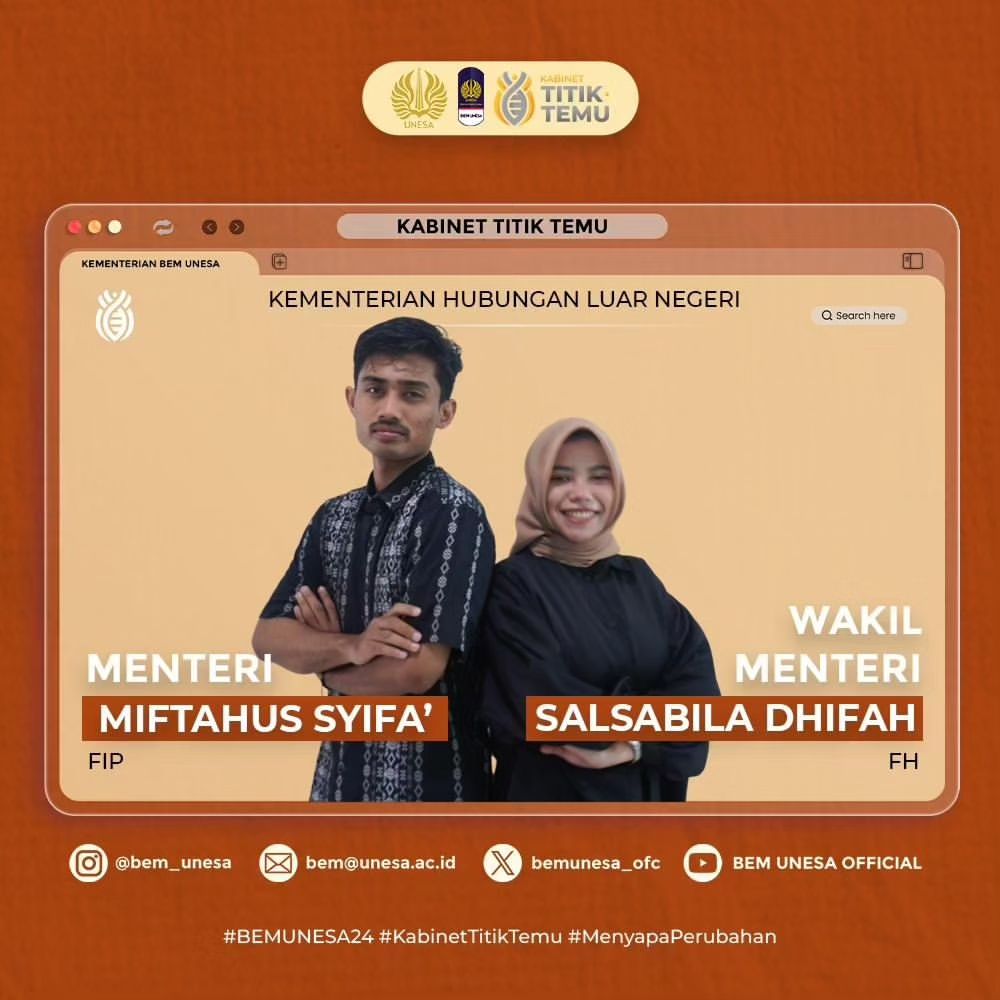 UNESA
BEM UNESA
KABINET
TITIK
TEMU
KABINET TITIK TEMU
KEMENTERIAN BEM UNESA
KEMENTERIAN HUBUNGAN LUAR NEGERI
Search here
MENTERI
MIFTAHUS SYIFA’
FIP
WAKIL
MENTERI
SALSABILA DHIFAH
FH
@bem_unesa
bem@unesa.ac.id
bemunesa_ofc
BEM UNESA OFFICIAL
#BEMUNESA24 #KabinetTitikTemu #MenyapaPerubahan